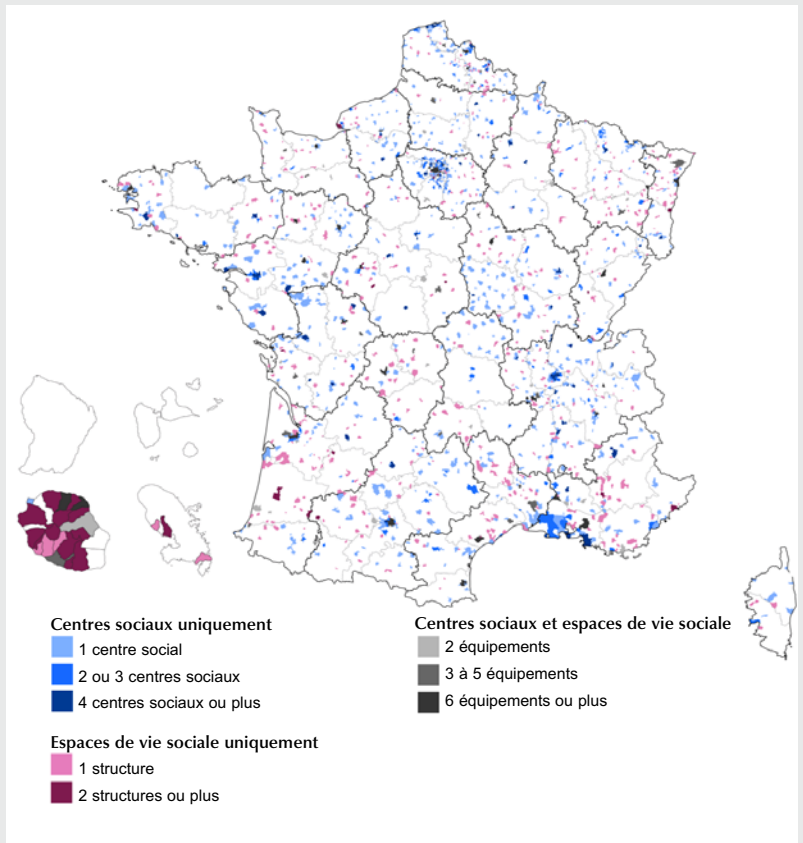 Centres sociaux uniquement
1 centre social
2 ou 3 centres sociaux
4 centres sociaux ou plus
Espaces de vie sociale uniquement
1 structure
2 structures ou plus
Centres sociaux et espaces de vie sociale
2 équipements
3 à 5 équipements
6 équipements ou plus